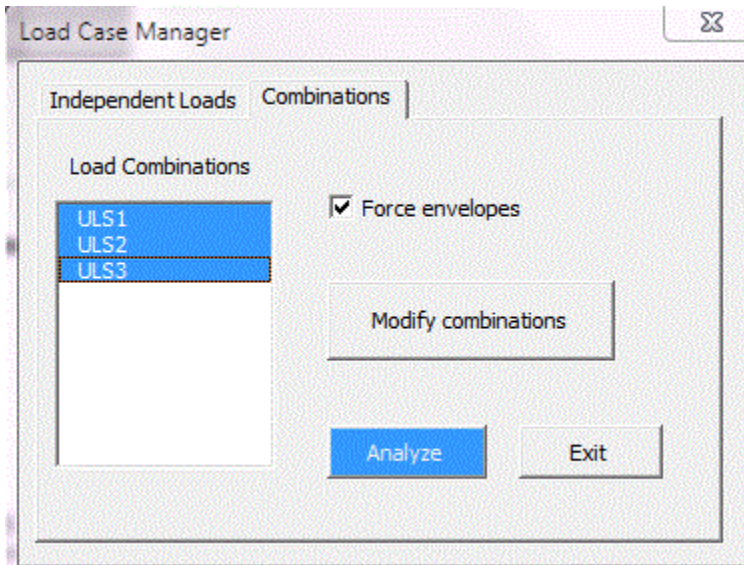 Load Case Manager
Independent Loads Combinations
Load Combinations
Force envelopes
ULS1
ULS2
ULS3
Modify combinations
Analyze Exit